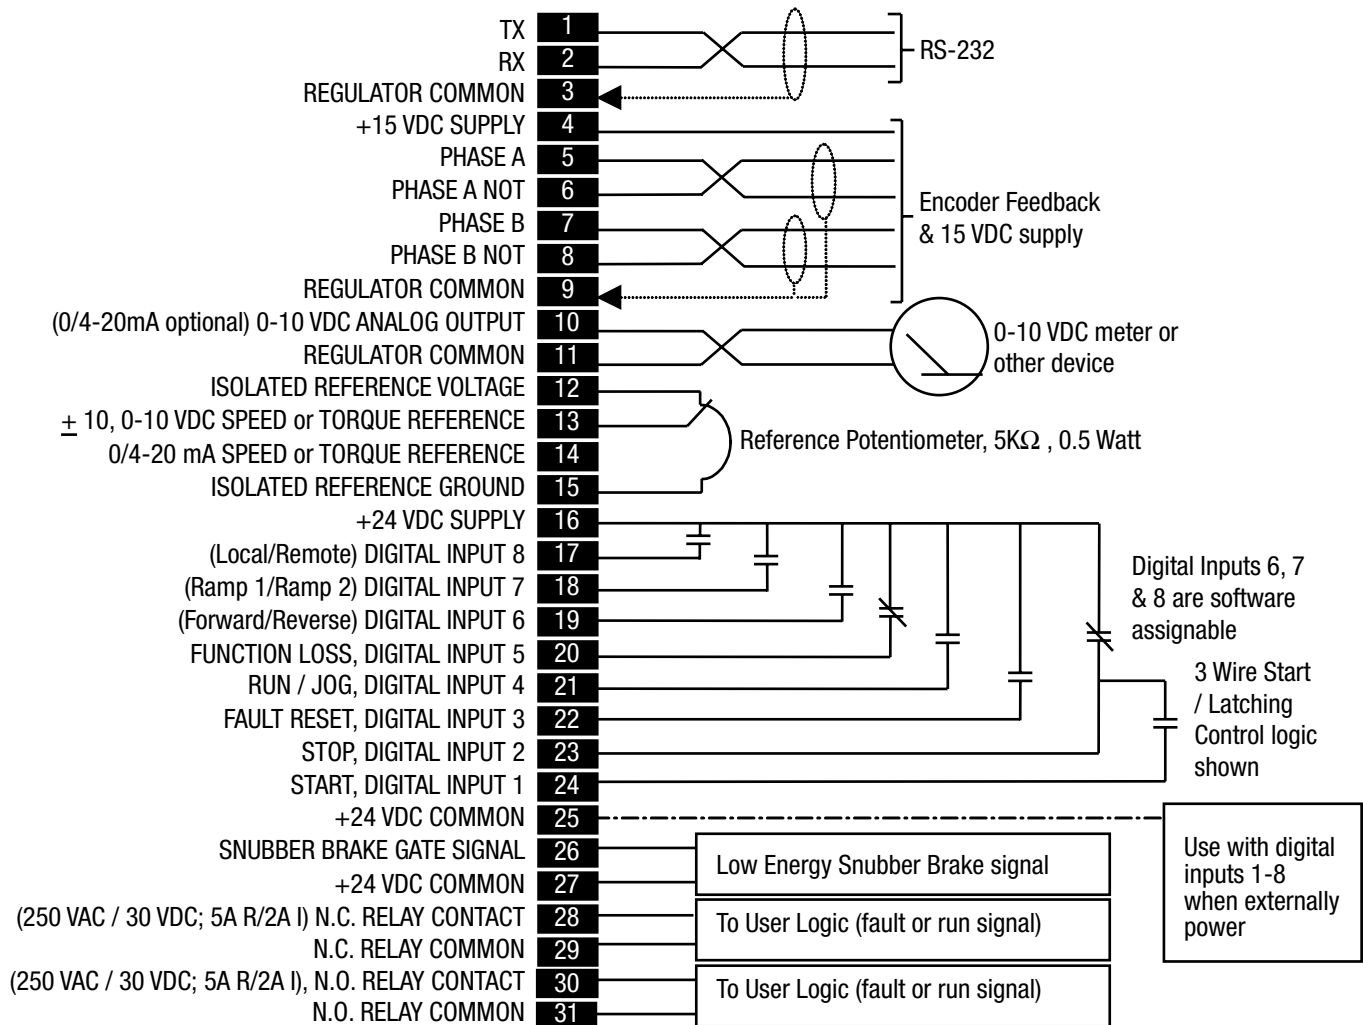 TX 1
RX 2
RS-232
REGULATOR COMMON 3
+15 VDC SUPPLY 4
PHASE A 5
PHASE A NOT 6
PHASE B 7
PHASE B NOT 8
Encoder Feedback
& 15 VDC supply
REGULATOR COMMON 9
(0/4-20mA optional) 0-10 VDC ANALOG OUTPUT 10
REGULATOR COMMON 11
0-10 VDC meter or
other device
ISOLATED REFERENCE VOLTAGE 12
± 10, 0-10 VDC SPEED or TORQUE REFERENCE 13
0/4-20 mA SPEED or TORQUE REFERENCE 14
ISOLATED REFERENCE GROUND 15
Reference Potentiometer, 5KΩ , 0.5 Watt
+24 VDC SUPPLY 16
(Local/Remote) DIGITAL INPUT 8 17
(Ramp 1/Ramp 2) DIGITAL INPUT 7 18
(Forward/Reverse) DIGITAL INPUT 6 19
FUNCTION LOSS, DIGITAL INPUT 5 20
RUN / JOG, DIGITAL INPUT 4 21
FAULT RESET, DIGITAL INPUT 3 22
STOP, DIGITAL INPUT 2 23
START, DIGITAL INPUT 1 24
Digital Inputs 6, 7
& 8 are software
assignable
3 Wire Start
/ Latching
Control logic
shown
+24 VDC COMMON 25
Use with digital
inputs 1-8
when externally
power
SNUBBER BRAKE GATE SIGNAL 26
+24 VDC COMMON 27
Low Energy Snubber Brake signal
(250 VAC / 30 VDC; 5A R/2A I) N.C. RELAY CONTACT 28
N.C. RELAY COMMON 29
To User Logic (fault or run signal)
(250 VAC / 30 VDC; 5A R/2A I), N.O. RELAY CONTACT 30
N.O. RELAY COMMON 31
To User Logic (fault or run signal)